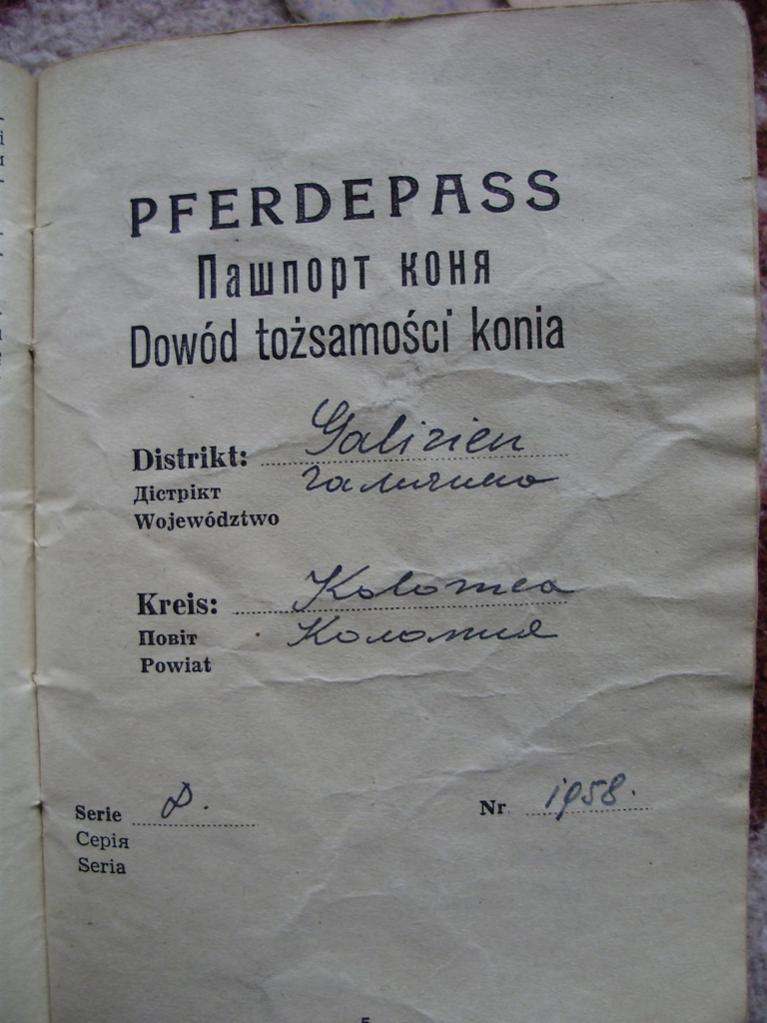 PFERDEPASS
Пашпорт коня
Dowód tożsamości konia
Distrikt: Galizien
Дістрікт Галичина
Województwo
Kreis: Kolomea
Повіт Коломия
Powiat
Serie D. Nr 1958.
Серія
Seria
5